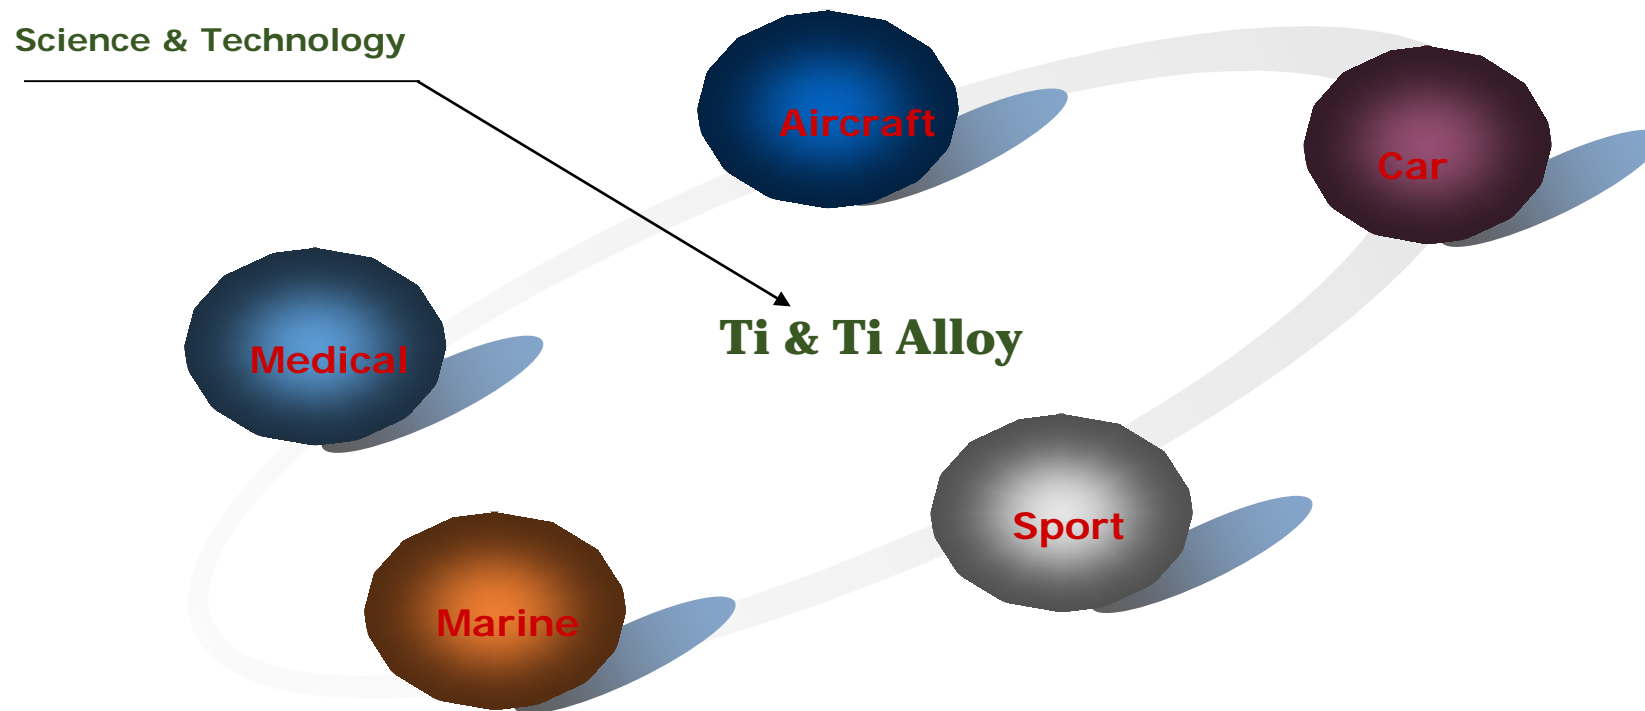 Science & Technology
Aircraft
Car
Medical
Ti & Ti Alloy
Sport
Marine